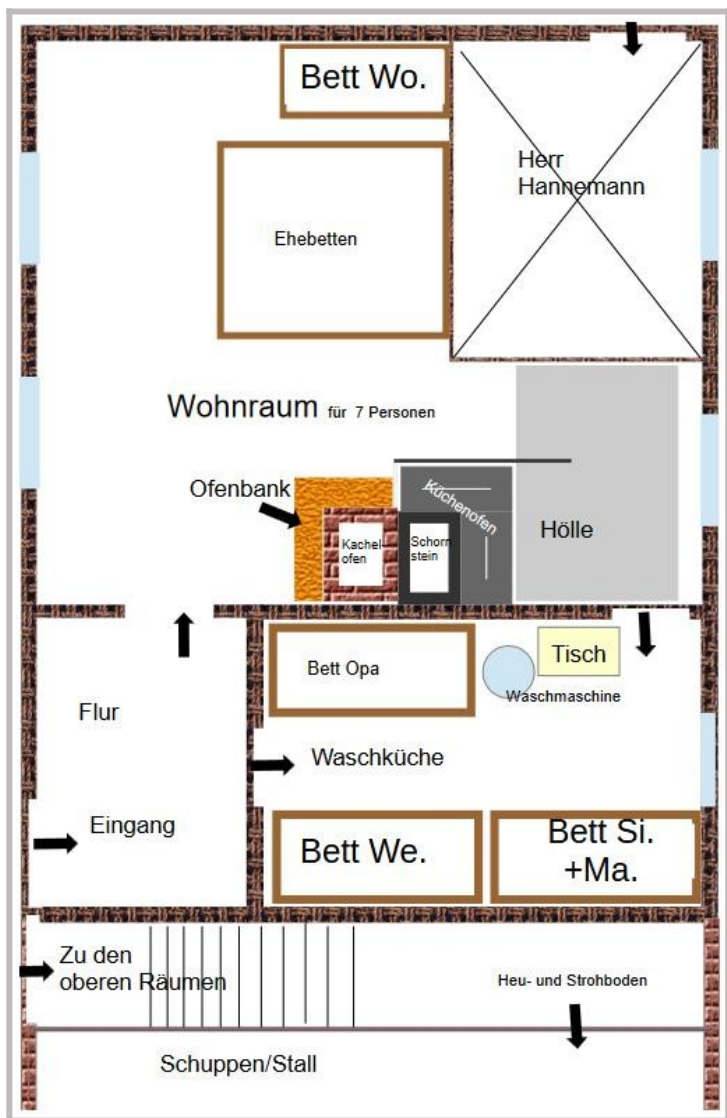 Bett Wo.
Herr
Hannemann
Ehebetten
Wohnraum für 7 Personen
Ofenbank
Küchenofen
Kachel-
ofen
Schorn
stein
Hölle
Bett Opa
Tisch
Waschmaschine
Flur
Waschküche
Eingang
Bett We.
Bett Si.
+Ma.
Zu den
oberen Räumen
Heu- und Strohboden
Schuppen/Stall